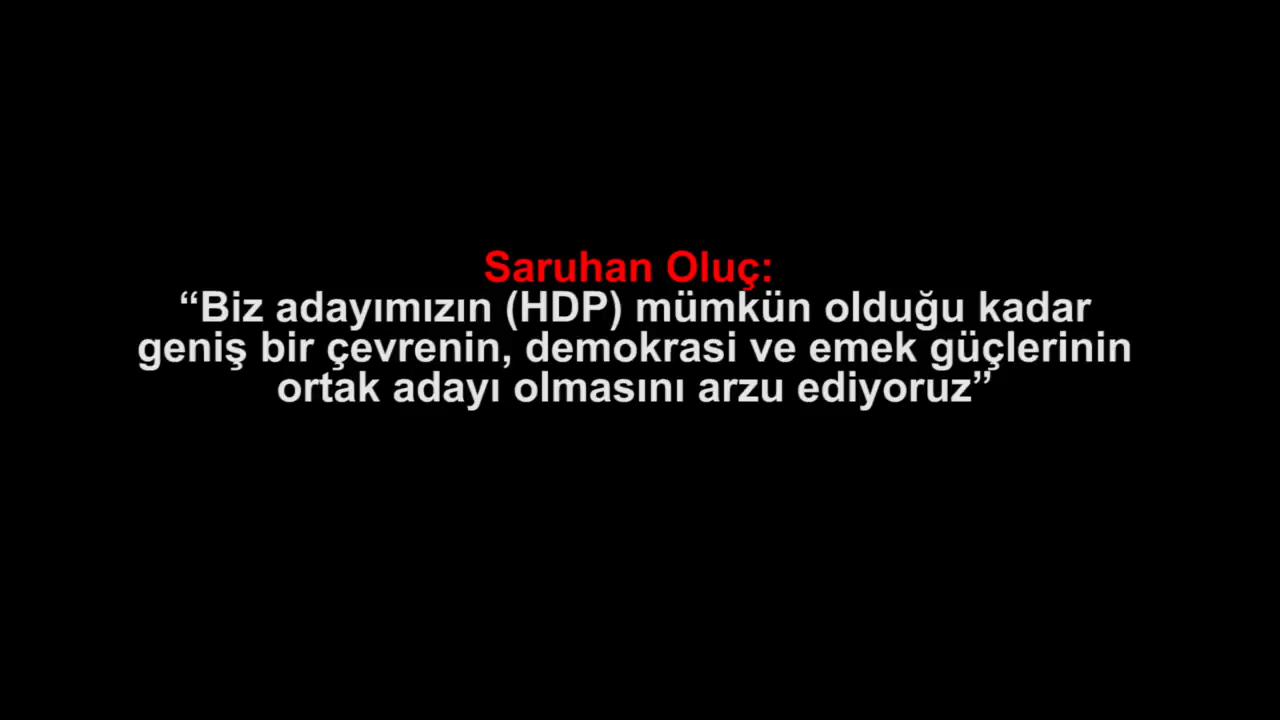 Saruhan Oluç:
“Biz adayımızın (HDP) mümkün olduğu kadar
geniş bir çevrenin, demokrasi ve emek güçlerinin
ortak adayı olmasını arzu ediyoruz”